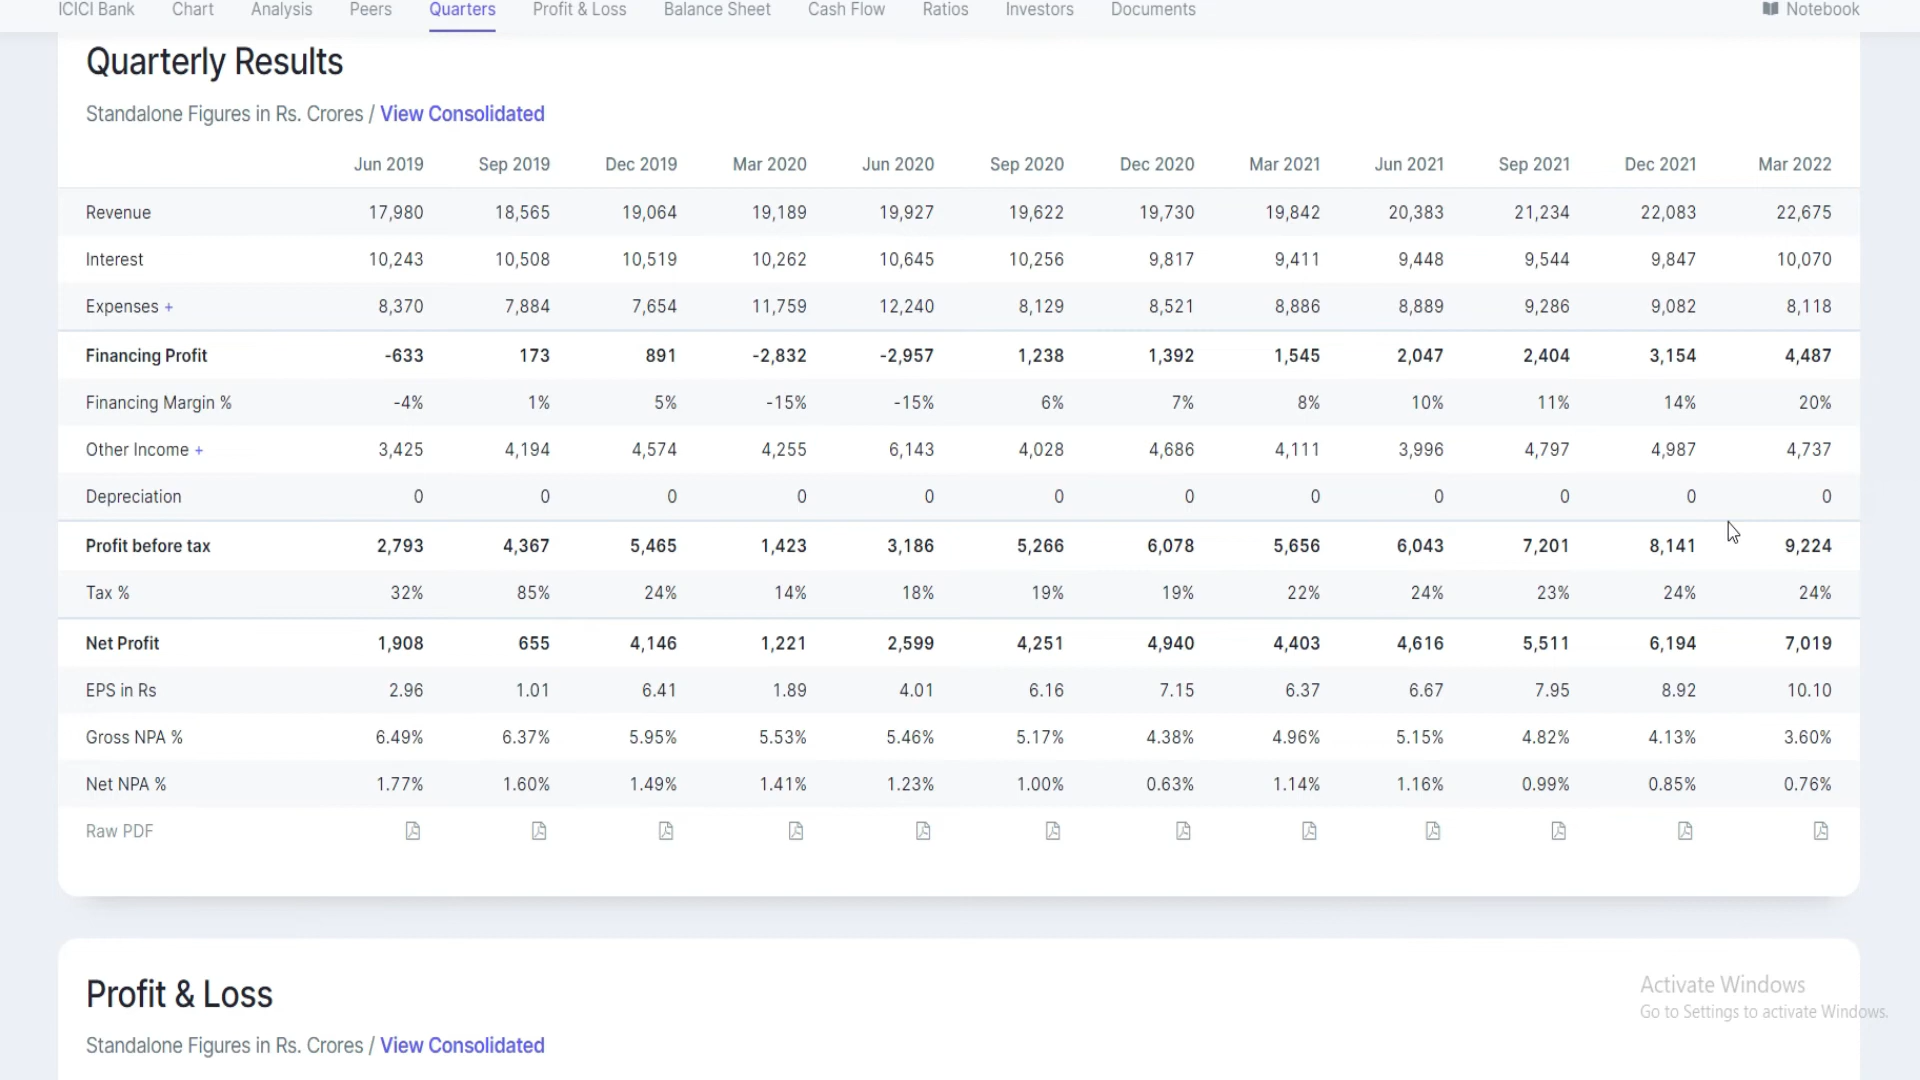 ICICI Bank Chart Analysis Peers Quarters Profit & Loss Balance Sheet Cash Flow Ratios Investors Documents Notebook
Quarterly Results
Standalone Figures in Rs. Crores / View Consolidated
Jun 2019 Sep 2019 Dec 2019 Mar 2020 Jun 2020 Sep 2020 Dec 2020 Mar 2021 Jun 2021 Sep 2021 Dec 2021 Mar 2022
Revenue 17,980 18,565 19,064 19,189 19,927 19,622 19,730 19,842 20,383 21,234 22,083 22,675
Interest 10,243 10,508 10,519 10,262 10,645 10,256 9,817 9,411 9,448 9,544 9,847 10,070
Expenses + 8,370 7,884 7,654 11,759 12,240 8,129 8,521 8,886 8,889 9,286 9,082 8,118
Financing Profit -633 173 891 -2,832 -2,957 1,238 1,392 1,545 2,047 2,404 3,154 4,487
Financing Margin % -4% 1% 5% -15% -15% 6% 7% 8% 10% 11% 14% 20%
Other Income + 3,425 4,194 4,574 4,255 6,143 4,028 4,686 4,111 3,996 4,797 4,987 4,737
Depreciation 0 0 0 0 0 0 0 0 0 0 0 0
Profit before tax 2,793 4,367 5,465 1,423 3,186 5,266 6,078 5,656 6,043 7,201 8,141 9,224
Tax % 32% 85% 24% 14% 18% 19% 19% 22% 24% 23% 24% 24%
Net Profit 1,908 655 4,146 1,221 2,599 4,251 4,940 4,403 4,616 5,511 6,194 7,019
EPS in Rs 2.96 1.01 6.41 1.89 4.01 6.16 7.15 6.37 6.67 7.95 8.92 10.10
Gross NPA % 6.49% 6.37% 5.95% 5.53% 5.46% 5.17% 4.38% 4.96% 5.15% 4.82% 4.13% 3.60%
Net NPA % 1.77% 1.60% 1.49% 1.41% 1.23% 1.00% 0.63% 1.14% 1.16% 0.99% 0.85% 0.76%
Raw PDF
Profit & Loss
Standalone Figures in Rs. Crores / View Consolidated
Activate Windows
Go to Settings to activate Windows.